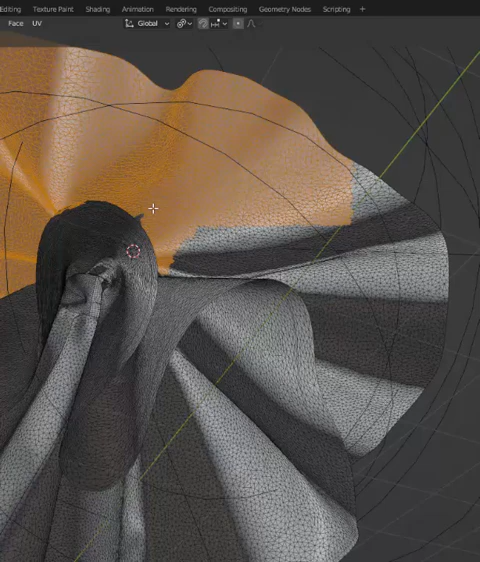 Editing Texture Paint Shading Animation Rendering Compositing Geometry Nodes Scripting +
Face UV Global